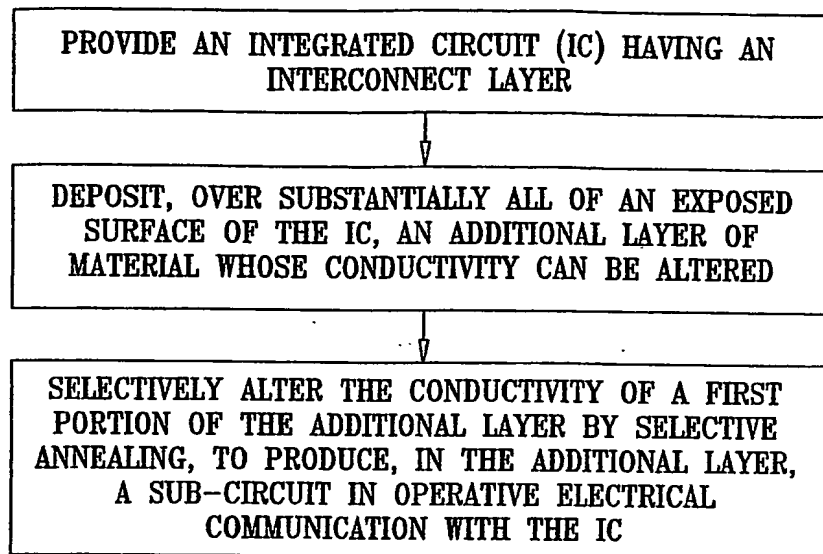 PROVIDE AN INTEGRATED CIRCUIT (IC) HAVING AN
INTERCONNECT LAYER
DEPOSIT, OVER SUBSTANTIALLY ALL OF AN EXPOSED
SURFACE OF THE IC, AN ADDITIONAL LAYER OF
MATERIAL WHOSE CONDUCTIVITY CAN BE ALTERED
SELECTIVELY ALTER THE CONDUCTIVITY OF A FIRST
PORTION OF THE ADDITIONAL LAYER BY SELECTIVE
ANNEALING, TO PRODUCE, IN THE ADDITIONAL LAYER,
A SUB-CIRCUIT IN OPERATIVE ELECTRICAL
COMMUNICATION WITH THE IC